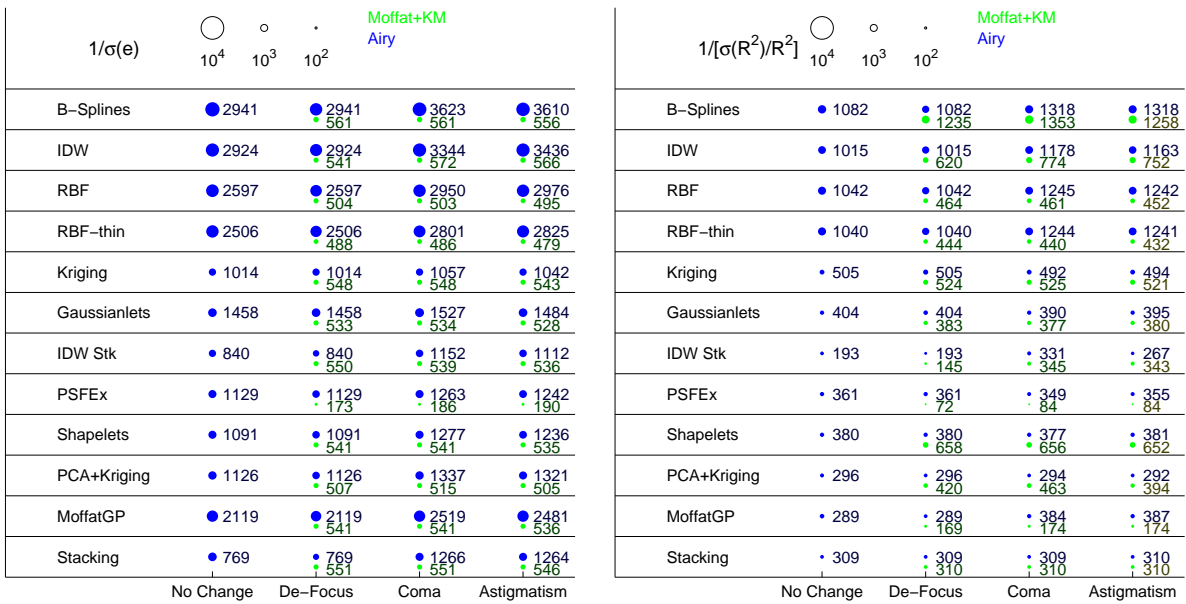 Moffat+KM
Airy
1/σ(e)
10^4 10^3 10^2
B−Splines 2941 2941 3623 3610
561 561 556
IDW 2924 2924 3344 3436
541 572 566
RBF 2597 2597 2950 2976
504 503 495
RBF−thin 2506 2506 2801 2825
488 486 479
Kriging 1014 1014 1057 1042
548 548 543
Gaussianlets 1458 1458 1527 1484
533 534 528
IDW Stk 840 840 1152 1112
550 539 536
PSFEx 1129 1129 1263 1242
173 186 190
Shapelets 1091 1091 1277 1236
541 541 535
PCA+Kriging 1126 1126 1337 1321
507 515 505
MoffatGP 2119 2119 2519 2481
541 541 536
Stacking 769 769 1266 1264
551 551 546
No Change De−Focus Coma Astigmatism
Moffat+KM
Airy
1/[σ(R^2)/R^2]
10^4 10^3 10^2
B−Splines 1082 1082 1318 1318
1235 1353 1258
IDW 1015 1015 1178 1163
620 774 752
RBF 1042 1042 1245 1242
464 461 452
RBF−thin 1040 1040 1244 1241
444 440 432
Kriging 505 505 492 494
524 525 521
Gaussianlets 404 404 390 395
383 377 380
IDW Stk 193 193 331 267
145 345 343
PSFEx 361 361 349 355
72 84 84
Shapelets 380 380 377 381
658 656 652
PCA+Kriging 296 296 294 292
420 463 394
MoffatGP 289 289 384 387
169 174 174
Stacking 309 309 309 310
310 310 310
No Change De−Focus Coma Astigmatism